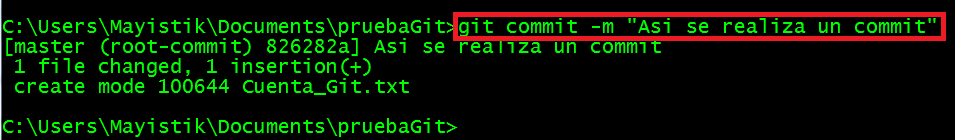 C:\Users\Mayistik\Documents\pruebaGit>git commit -m "Asi se realiza un commit"
[master (root-commit) 826282a] Asi se realiza un commit
 1 file changed, 1 insertion(+)
 create mode 100644 Cuenta_Git.txt
C:\Users\Mayistik\Documents\pruebaGit>